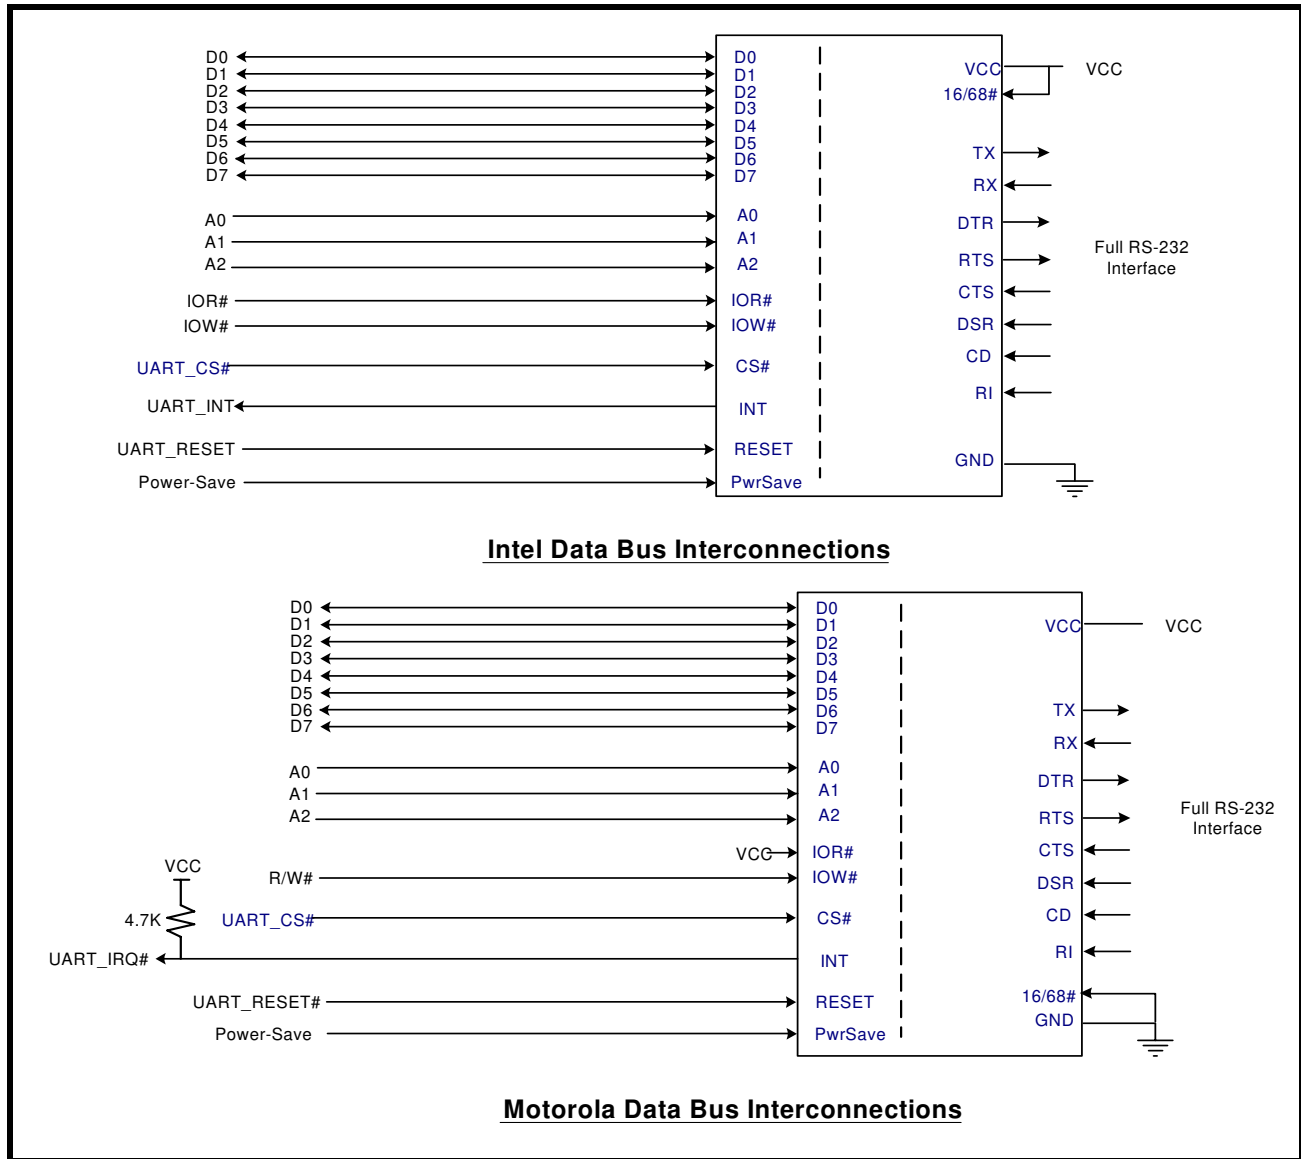 D0
D1
D2
D3
D4
D5
D6
D7
A0
A1
A2
IOR#
IOW#
UART_CS#
UART_INT
UART_RESET
Power-Save
D0
D1
D2
D3
D4
D5
D6
D7
A0
A1
A2
IOR#
IOW#
CS#
INT
RESET
PwrSave
VCC
16/68#
TX
RX
DTR
RTS
CTS
DSR
CD
RI
GND
VCC
Full RS-232
Interface
Intel Data Bus Interconnections
D0
D1
D2
D3
D4
D5
D6
D7
A0
A1
A2
VCC
R/W#
VCC
4.7K
UART_CS#
UART_IRQ#
UART_RESET#
Power-Save
D0
D1
D2
D3
D4
D5
D6
D7
A0
A1
A2
IOR#
IOW#
CS#
INT
RESET
PwrSave
VCC
TX
RX
DTR
RTS
CTS
DSR
CD
RI
16/68#
GND
VCC
Full RS-232
Interface
Motorola Data Bus Interconnections